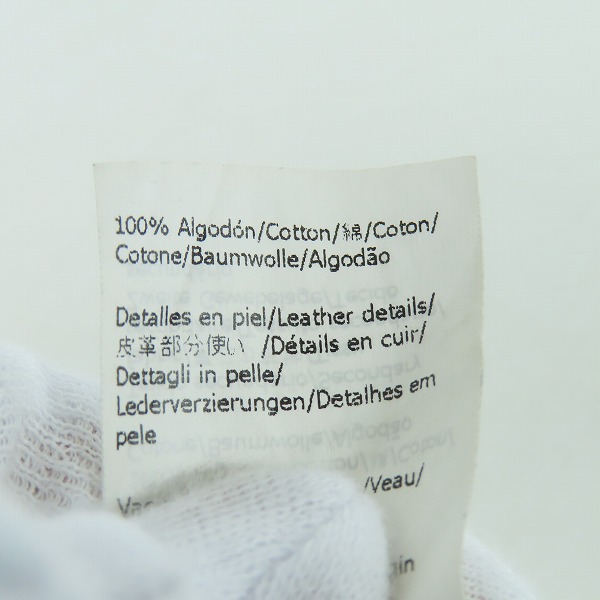 100% Algodón/Cotton/綿/Coton/
Cotone/Baumwolle/Algodão
Detalles en piel/Leather details/
皮革部分使い /Détails en cuir/
Dettagli in pelle/
Lederverzierungen/Detalhes em
pele
/Veau/